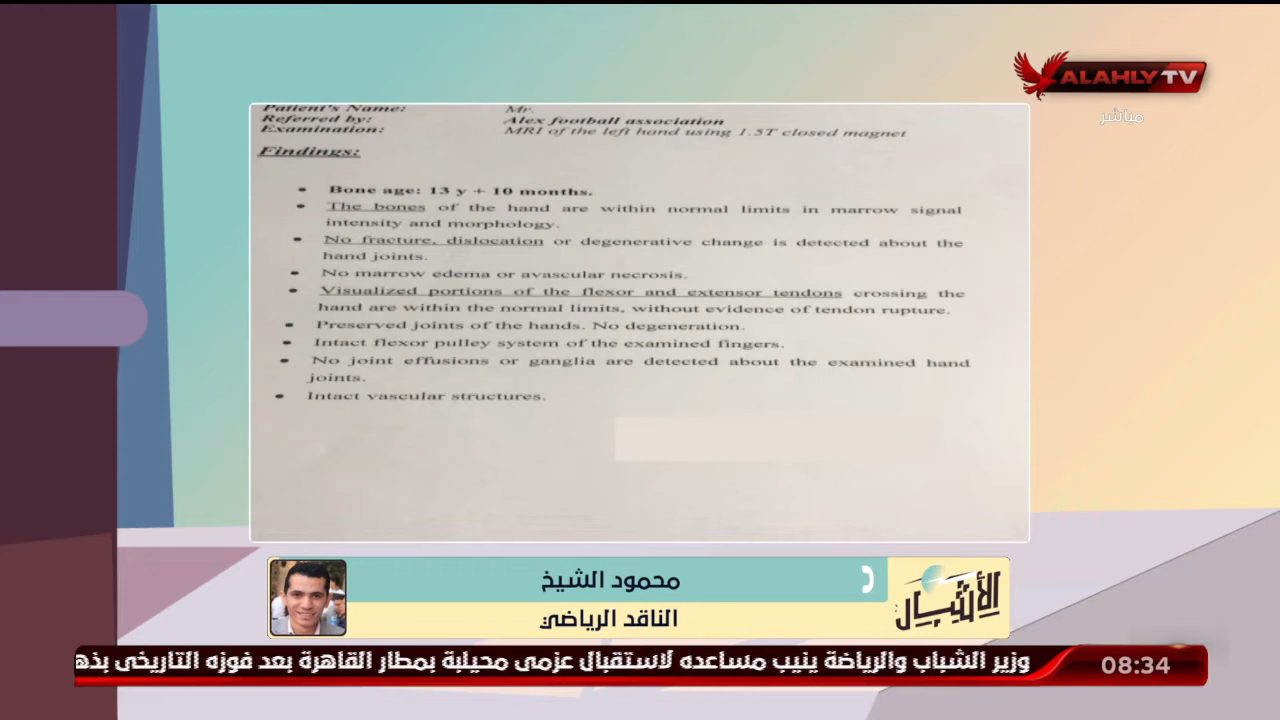 ALAHLY TV
مباشر
Patient's Name: Mr.
Referred by: Alex football association
Examination: MRI of the left hand using 1.5T closed magnet
Findings:
• Bone age: 13 y + 10 months.
• The bones of the hand are within normal limits in marrow signal
intensity and morphology.
• No fracture, dislocation or degenerative change is detected about the
hand joints.
• No marrow edema or avascular necrosis.
• Visualized portions of the flexor and extensor tendons crossing the
hand are within the normal limits, without evidence of tendon rupture.
• Preserved joints of the hands. No degeneration.
• Intact flexor pulley system of the examined fingers.
• No joint effusions or ganglia are detected about the examined hand
joints.
• Intact vascular structures.
الأشبال
محمود الشيخ
الناقد الرياضي
وزير الشباب والرياضة ينيب مساعده لاستقبال عزمى محيلبة بمطار القاهرة بعد فوزه التاريخى بذه
08:34